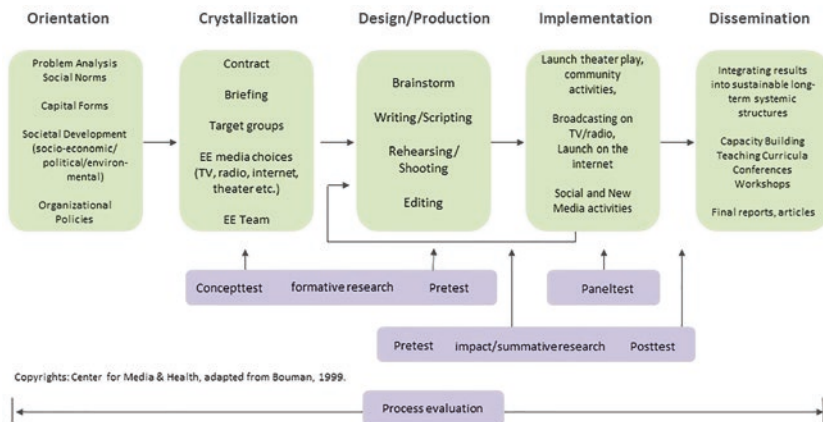 Orientation
Crystallization
Design/Production
Implementation
Dissemination
Problem Analysis
Social Norms
Capital Forms
Societal Development
(socio-economic/
political/environ-
mental)
Organizational
Policies
Contract
Briefing
Target groups
EE media choices
(TV, radio, internet,
theater etc.)
EE Team
Brainstorm
Writing/Scripting
Rehearsing/
Shooting
Editing
Launch theater play,
community
activities,
Broadcasting on
TV/radio,
Launch on the
internet
Social and New
Media activities
Integrating results
into sustainable long-
term systemic
structures
Capacity Building
Teaching Curricula
Conferences
Workshops
Final reports, articles
Concepttest formative research Pretest
Paneltest
Pretest impact/summative research Posttest
Copyrights: Center for Media & Health, adapted from Bouman, 1999.
Process evaluation